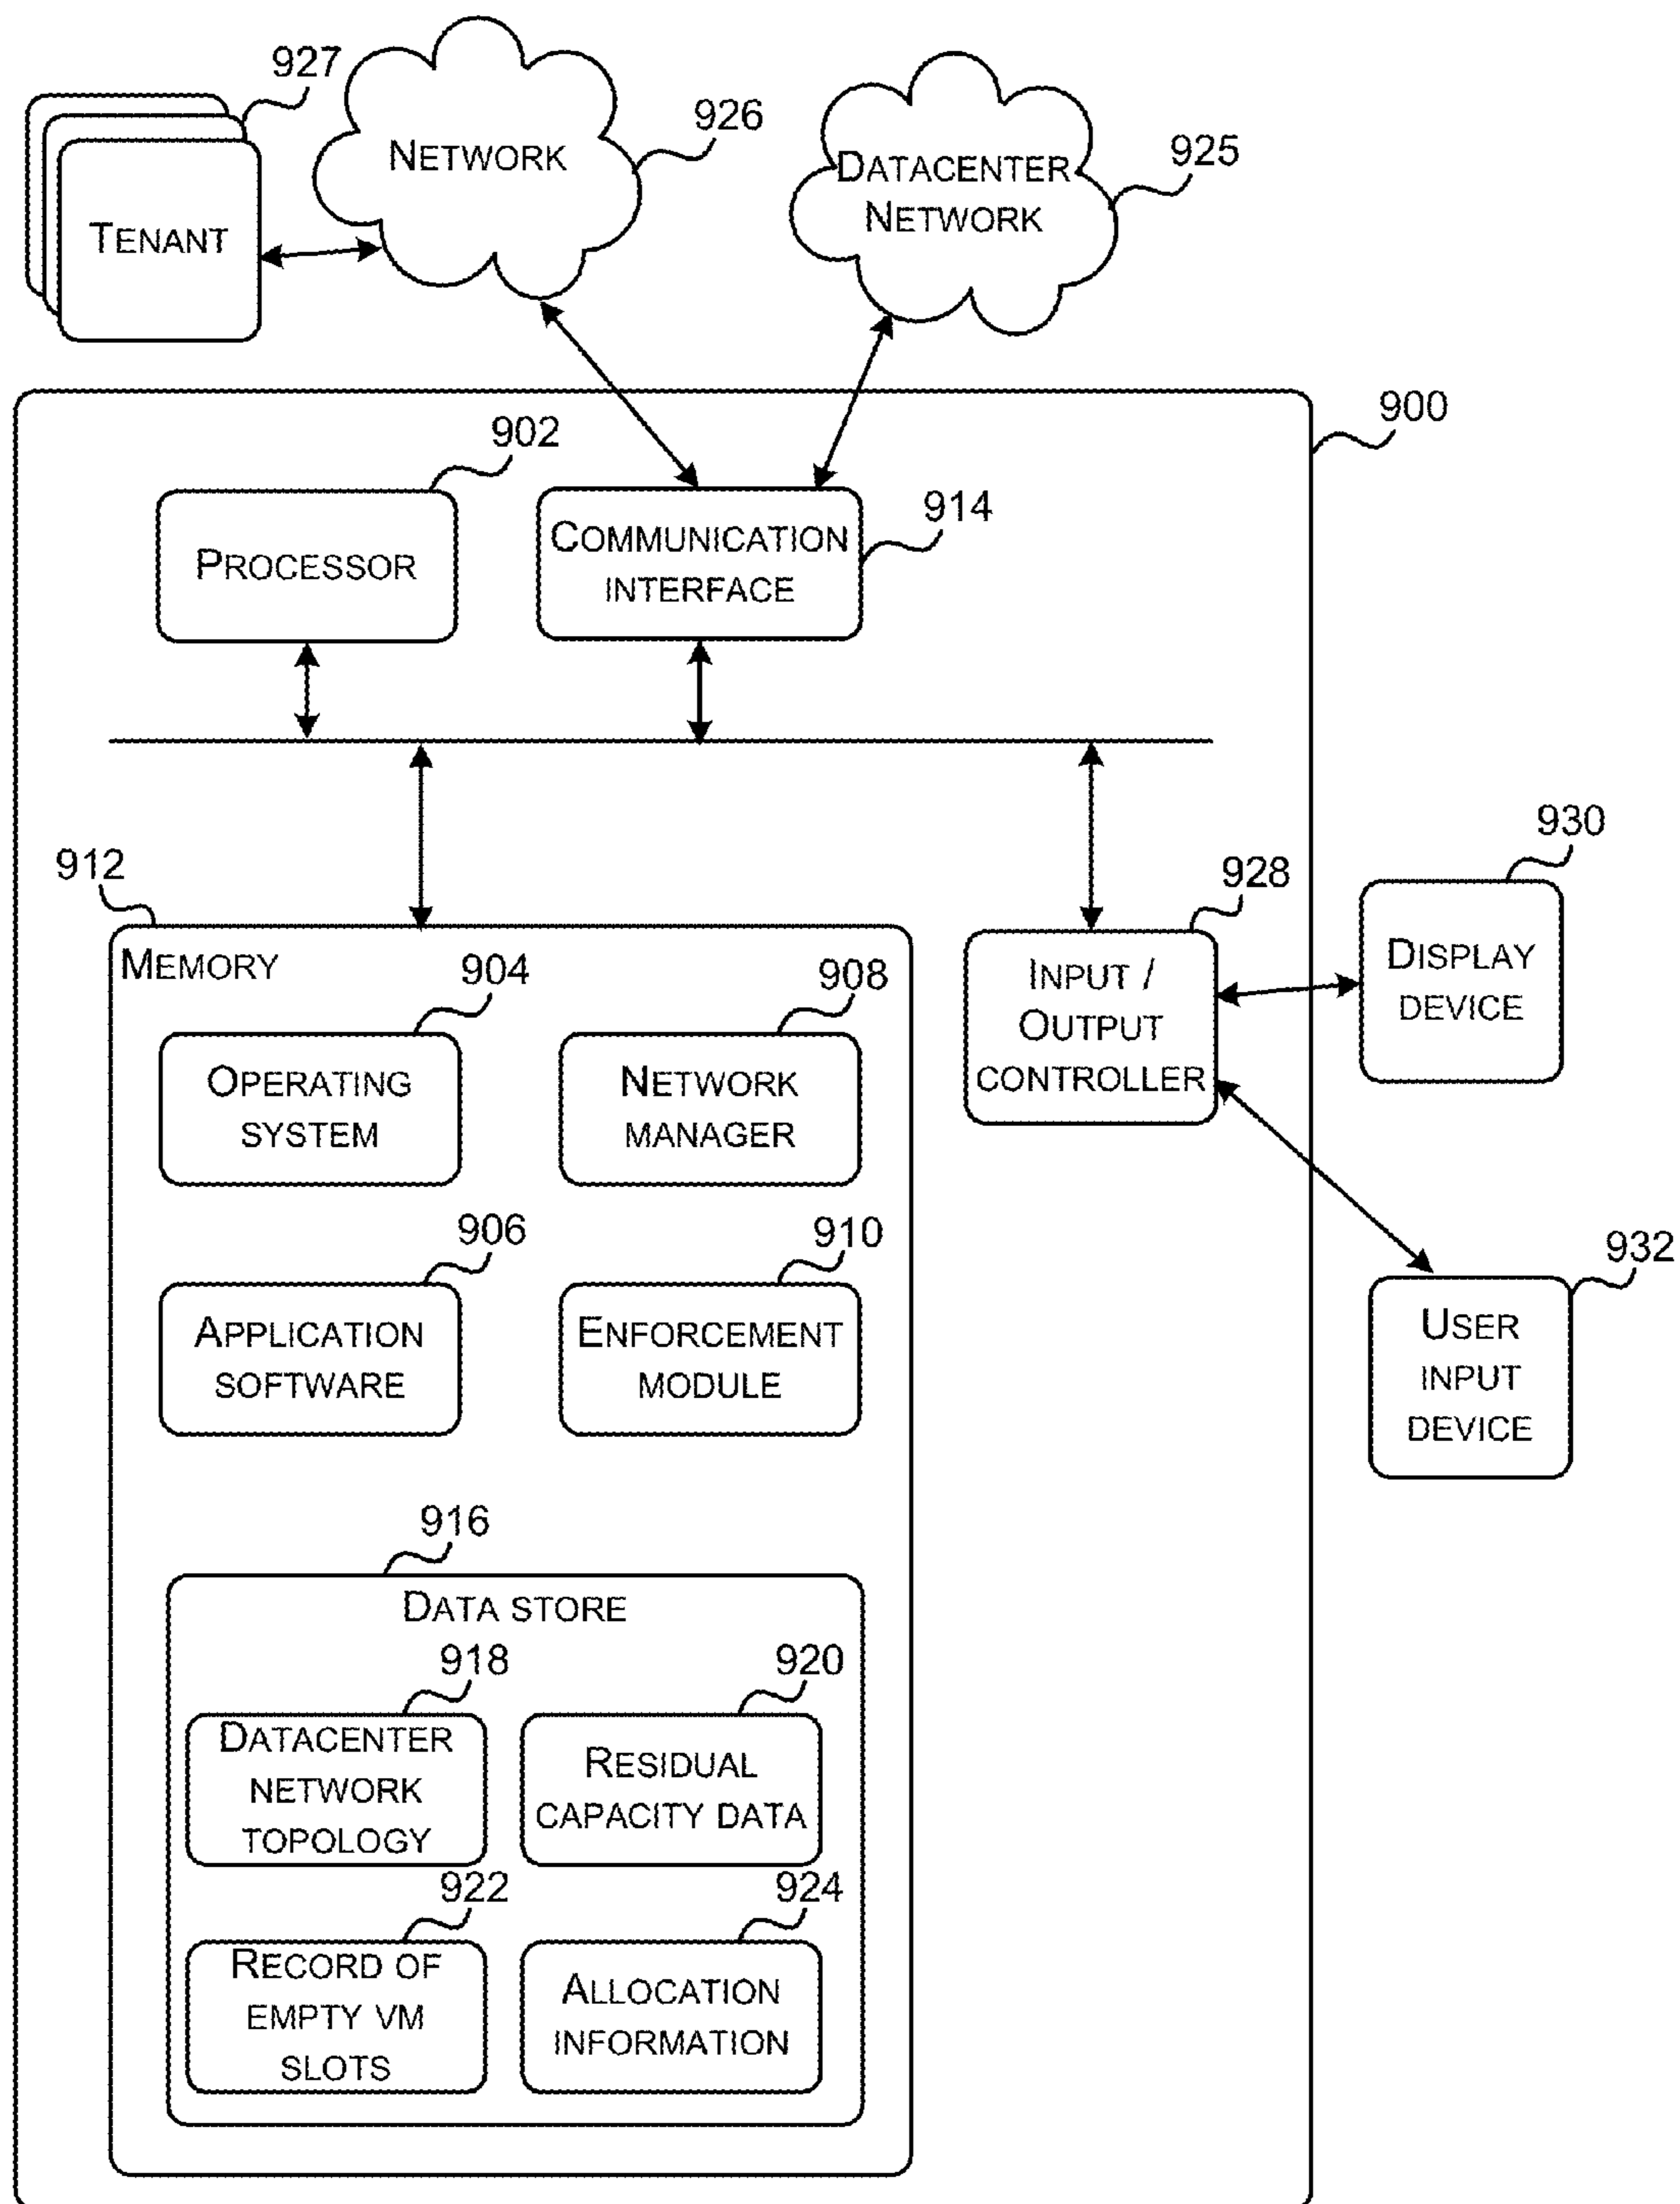 927
NETWORK
926
DATACENTER
NETWORK
925
TENANT
900
902
914
PROCESSOR
COMMUNICATION
INTERFACE
930
912
928
MEMORY
904
908
INPUT /
OUTPUT
CONTROLLER
DISPLAY
DEVICE
OPERATING
SYSTEM
NETWORK
MANAGER
906
910
932
APPLICATION
SOFTWARE
ENFORCEMENT
MODULE
USER
INPUT
DEVICE
916
DATA STORE
918
920
DATACENTER
NETWORK
TOPOLOGY
RESIDUAL
CAPACITY DATA
922
924
RECORD OF
EMPTY VM
SLOTS
ALLOCATION
INFORMATION